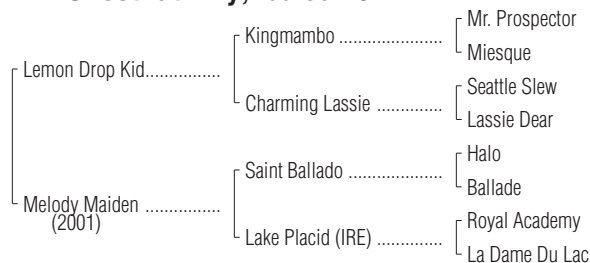 Kingmambo ..................
Mr. Prospector
Miesque
Lemon Drop Kid...............
Charming Lassie ..............
Seattle Slew
Lassie Dear
Saint Ballado ...................
Halo
Ballade
Melody Maiden ...............
(2001)
Lake Placid (IRE) .............
Royal Academy
La Dame Du Lac